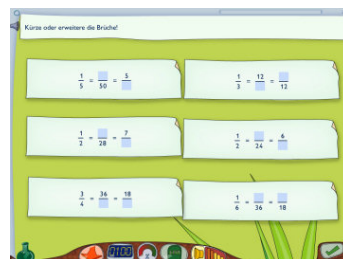 Kürze oder erweitere die Brüche!
1/5 = /50 = 5/
1/3 = 12/ = /12
1/2 = /28 = 7/
1/2 = /24 = 6/
3/4 = 36/ = 18/
1/6 = /36 = /18
0100